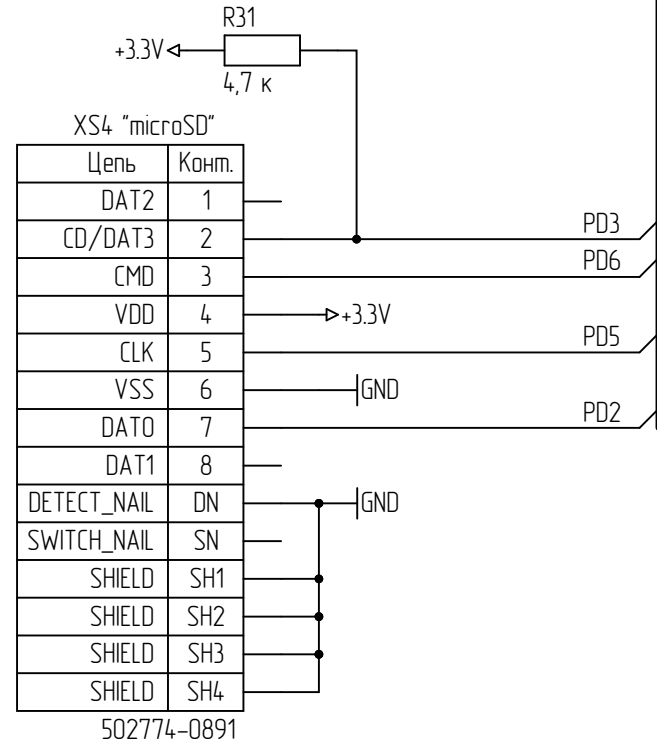 R31
+3.3V
4,7 к
XS4 "microSD"
Цепь Конт.
DAT2 1
CD/DAT3 2 PD3
CMD 3 PD6
VDD 4 +3.3V
CLK 5 PD5
VSS 6 GND
DAT0 7 PD2
DAT1 8
DETECT_NAIL DN GND
SWITCH_NAIL SN
SHIELD SH1
SHIELD SH2
SHIELD SH3
SHIELD SH4
502774-0891